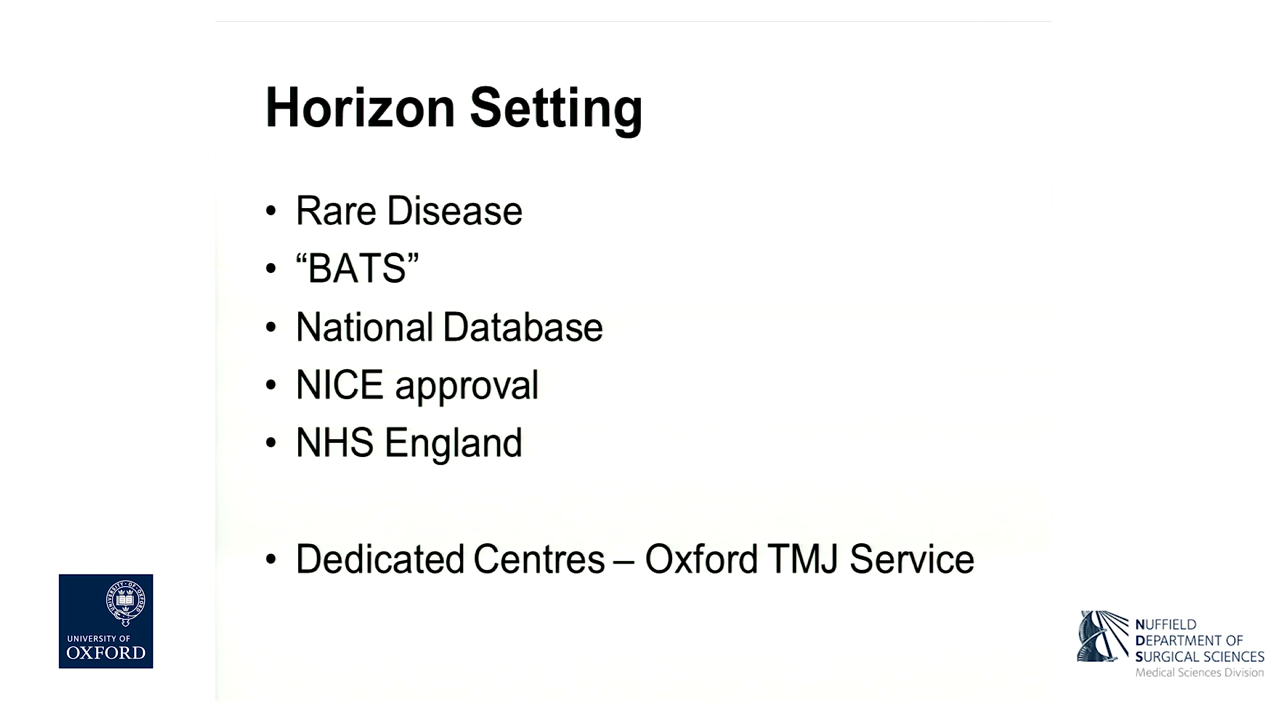 Horizon Setting
• Rare Disease
• “BATS”
• National Database
• NICE approval
• NHS England
• Dedicated Centres – Oxford TMJ Service
UNIVERSITY OF
OXFORD
NUFFIELD
DEPARTMENT OF
SURGICAL SCIENCES
Medical Sciences Division